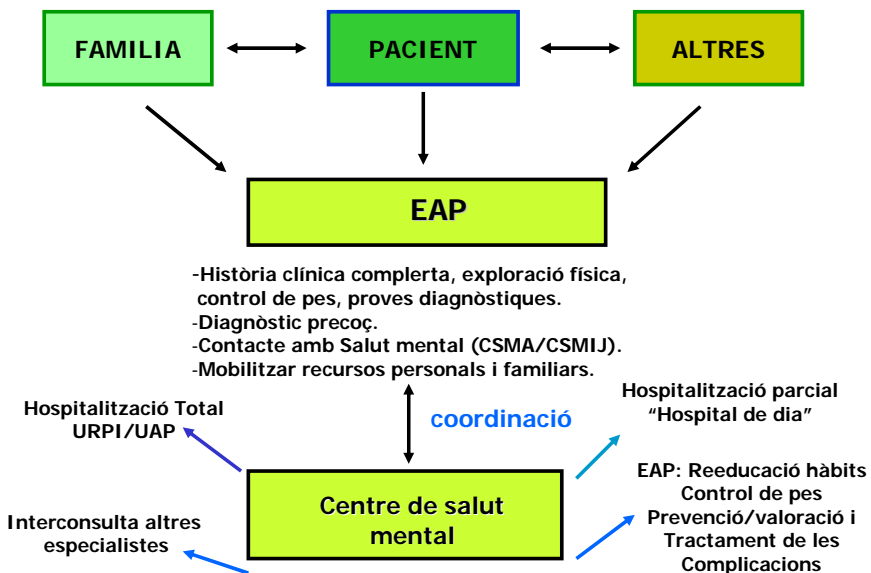 FAMILIA
PACIENT
ALTRES
EAP
-Història clínica complerta, exploració física,
control de pes, proves diagnòstiques.
-Diagnòstic precoç.
-Contacte amb Salut mental (CSMA/CSMIJ).
-Mobilitzar recursos personals i familiars.
Hospitalització Total
URPI/UAP
coordinació
Hospitalització parcial
“Hospital de dia”
Centre de salut
mental
Interconsulta altres
especialistes
EAP: Reeducació hàbits
Control de pes
Prevenció/valoració i
Tractament de les
Complicacions